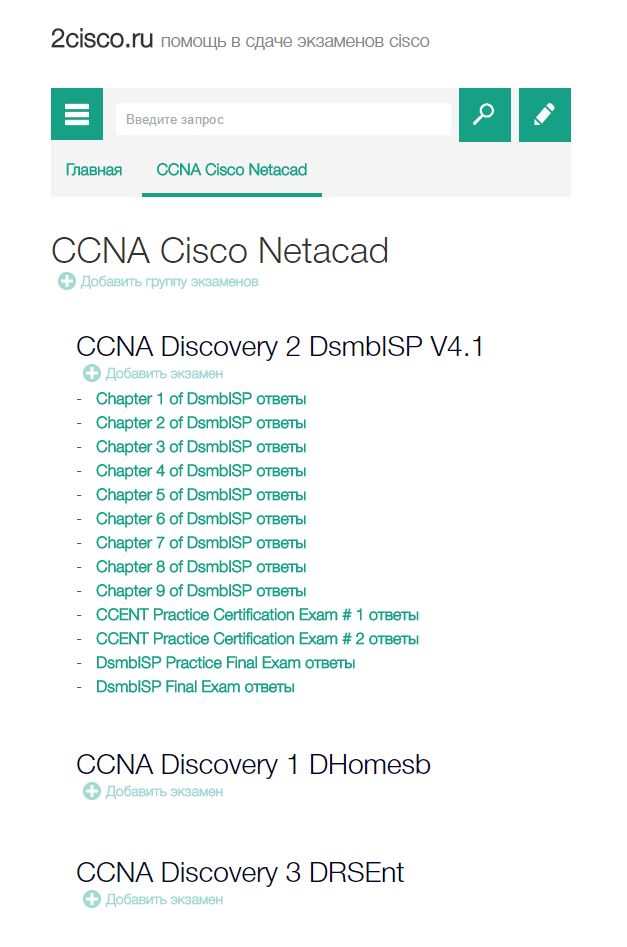 2cisco.ru помощь в сдаче экзаменов cisco
Введите запрос
Главная CCNA Cisco Netacad
CCNA Cisco Netacad
Добавить группу экзаменов
CCNA Discovery 2 DsmbISP V4.1
Добавить экзамен
- Chapter 1 of DsmbISP ответы
- Chapter 2 of DsmbISP ответы
- Chapter 3 of DsmbISP ответы
- Chapter 4 of DsmbISP ответы
- Chapter 5 of DsmbISP ответы
- Chapter 6 of DsmbISP ответы
- Chapter 7 of DsmbISP ответы
- Chapter 8 of DsmbISP ответы
- Chapter 9 of DsmbISP ответы
- CCENT Practice Certification Exam # 1 ответы
- CCENT Practice Certification Exam # 2 ответы
- DsmbISP Practice Final Exam ответы
- DsmbISP Final Exam ответы
CCNA Discovery 1 DHomesb
Добавить экзамен
CCNA Discovery 3 DRSEnt
Добавить экзамен